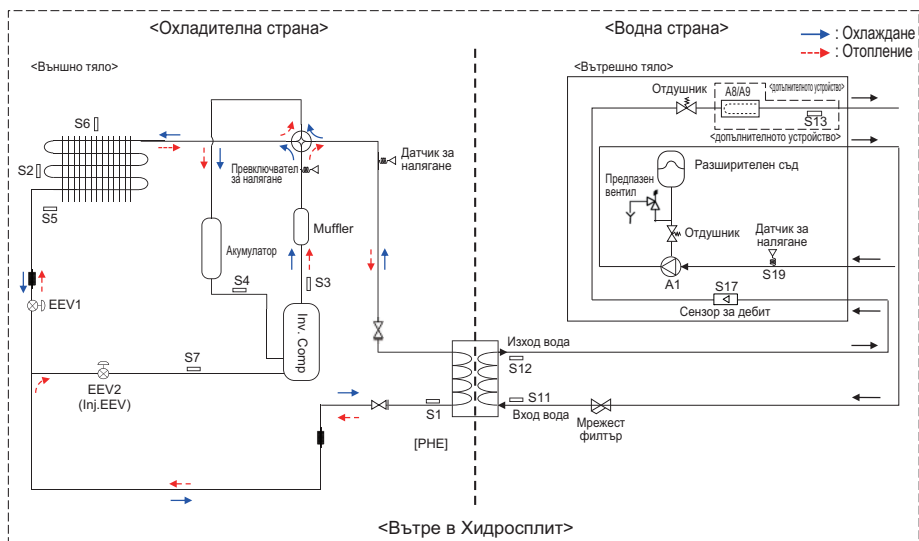 <Охладителна страна>
<Водна страна>
: Охлаждане
: Отопление
<Външно тяло>
<Вътрешно тяло>
S6
S2
S5
Превключвател
за налягане
Датчик за
налягане
Muffler
Акумулатор
S4
S3
Inv. Comp
EEV1
S7
EEV2
(Inj.EEV)
S1
[PHE]
Отдушник
A8/A9
<допълнителното устройство>
S13
<допълнителното устройство>
Разширителен съд
Предпазен
вентил
Отдушник
Датчик за
налягане
S19
A1
S17
Сензор за дебит
Изход вода
S12
S11
Вход вода
Мрежест
филтър
<Вътре в Хидросплит>